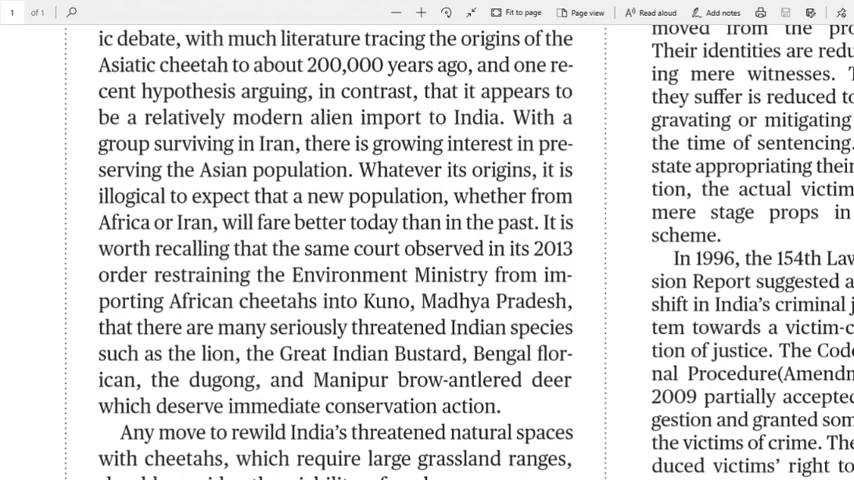 1 of 1 Fit to page Page view Read aloud Add notes
ic debate, with much literature tracing the origins of the
Asiatic cheetah to about 200,000 years ago, and one re-
cent hypothesis arguing, in contrast, that it appears to
be a relatively modern alien import to India. With a
group surviving in Iran, there is growing interest in pre-
serving the Asian population. Whatever its origins, it is
illogical to expect that a new population, whether from
Africa or Iran, will fare better today than in the past. It is
worth recalling that the same court observed in its 2013
order restraining the Environment Ministry from im-
porting African cheetahs into Kuno, Madhya Pradesh,
that there are many seriously threatened Indian species
such as the lion, the Great Indian Bustard, Bengal flor-
ican, the dugong, and Manipur brow-antlered deer
which deserve immediate conservation action.
Any move to rewild India's threatened natural spaces
with cheetahs, which require large grassland ranges,
moved from the pro
Their identities are redu
ing mere witnesses. T
they suffer is reduced to
gravating or mitigating
the time of sentencing.
state appropriating their
tion, the actual victim
mere stage props in
scheme.
In 1996, the 154th Law
sion Report suggested a
shift in India's criminal j
tem towards a victim-c
tion of justice. The Code
nal Procedure(Amendm
2009 partially accepted
gestion and granted som
the victims of crime. The
duced victims' right to